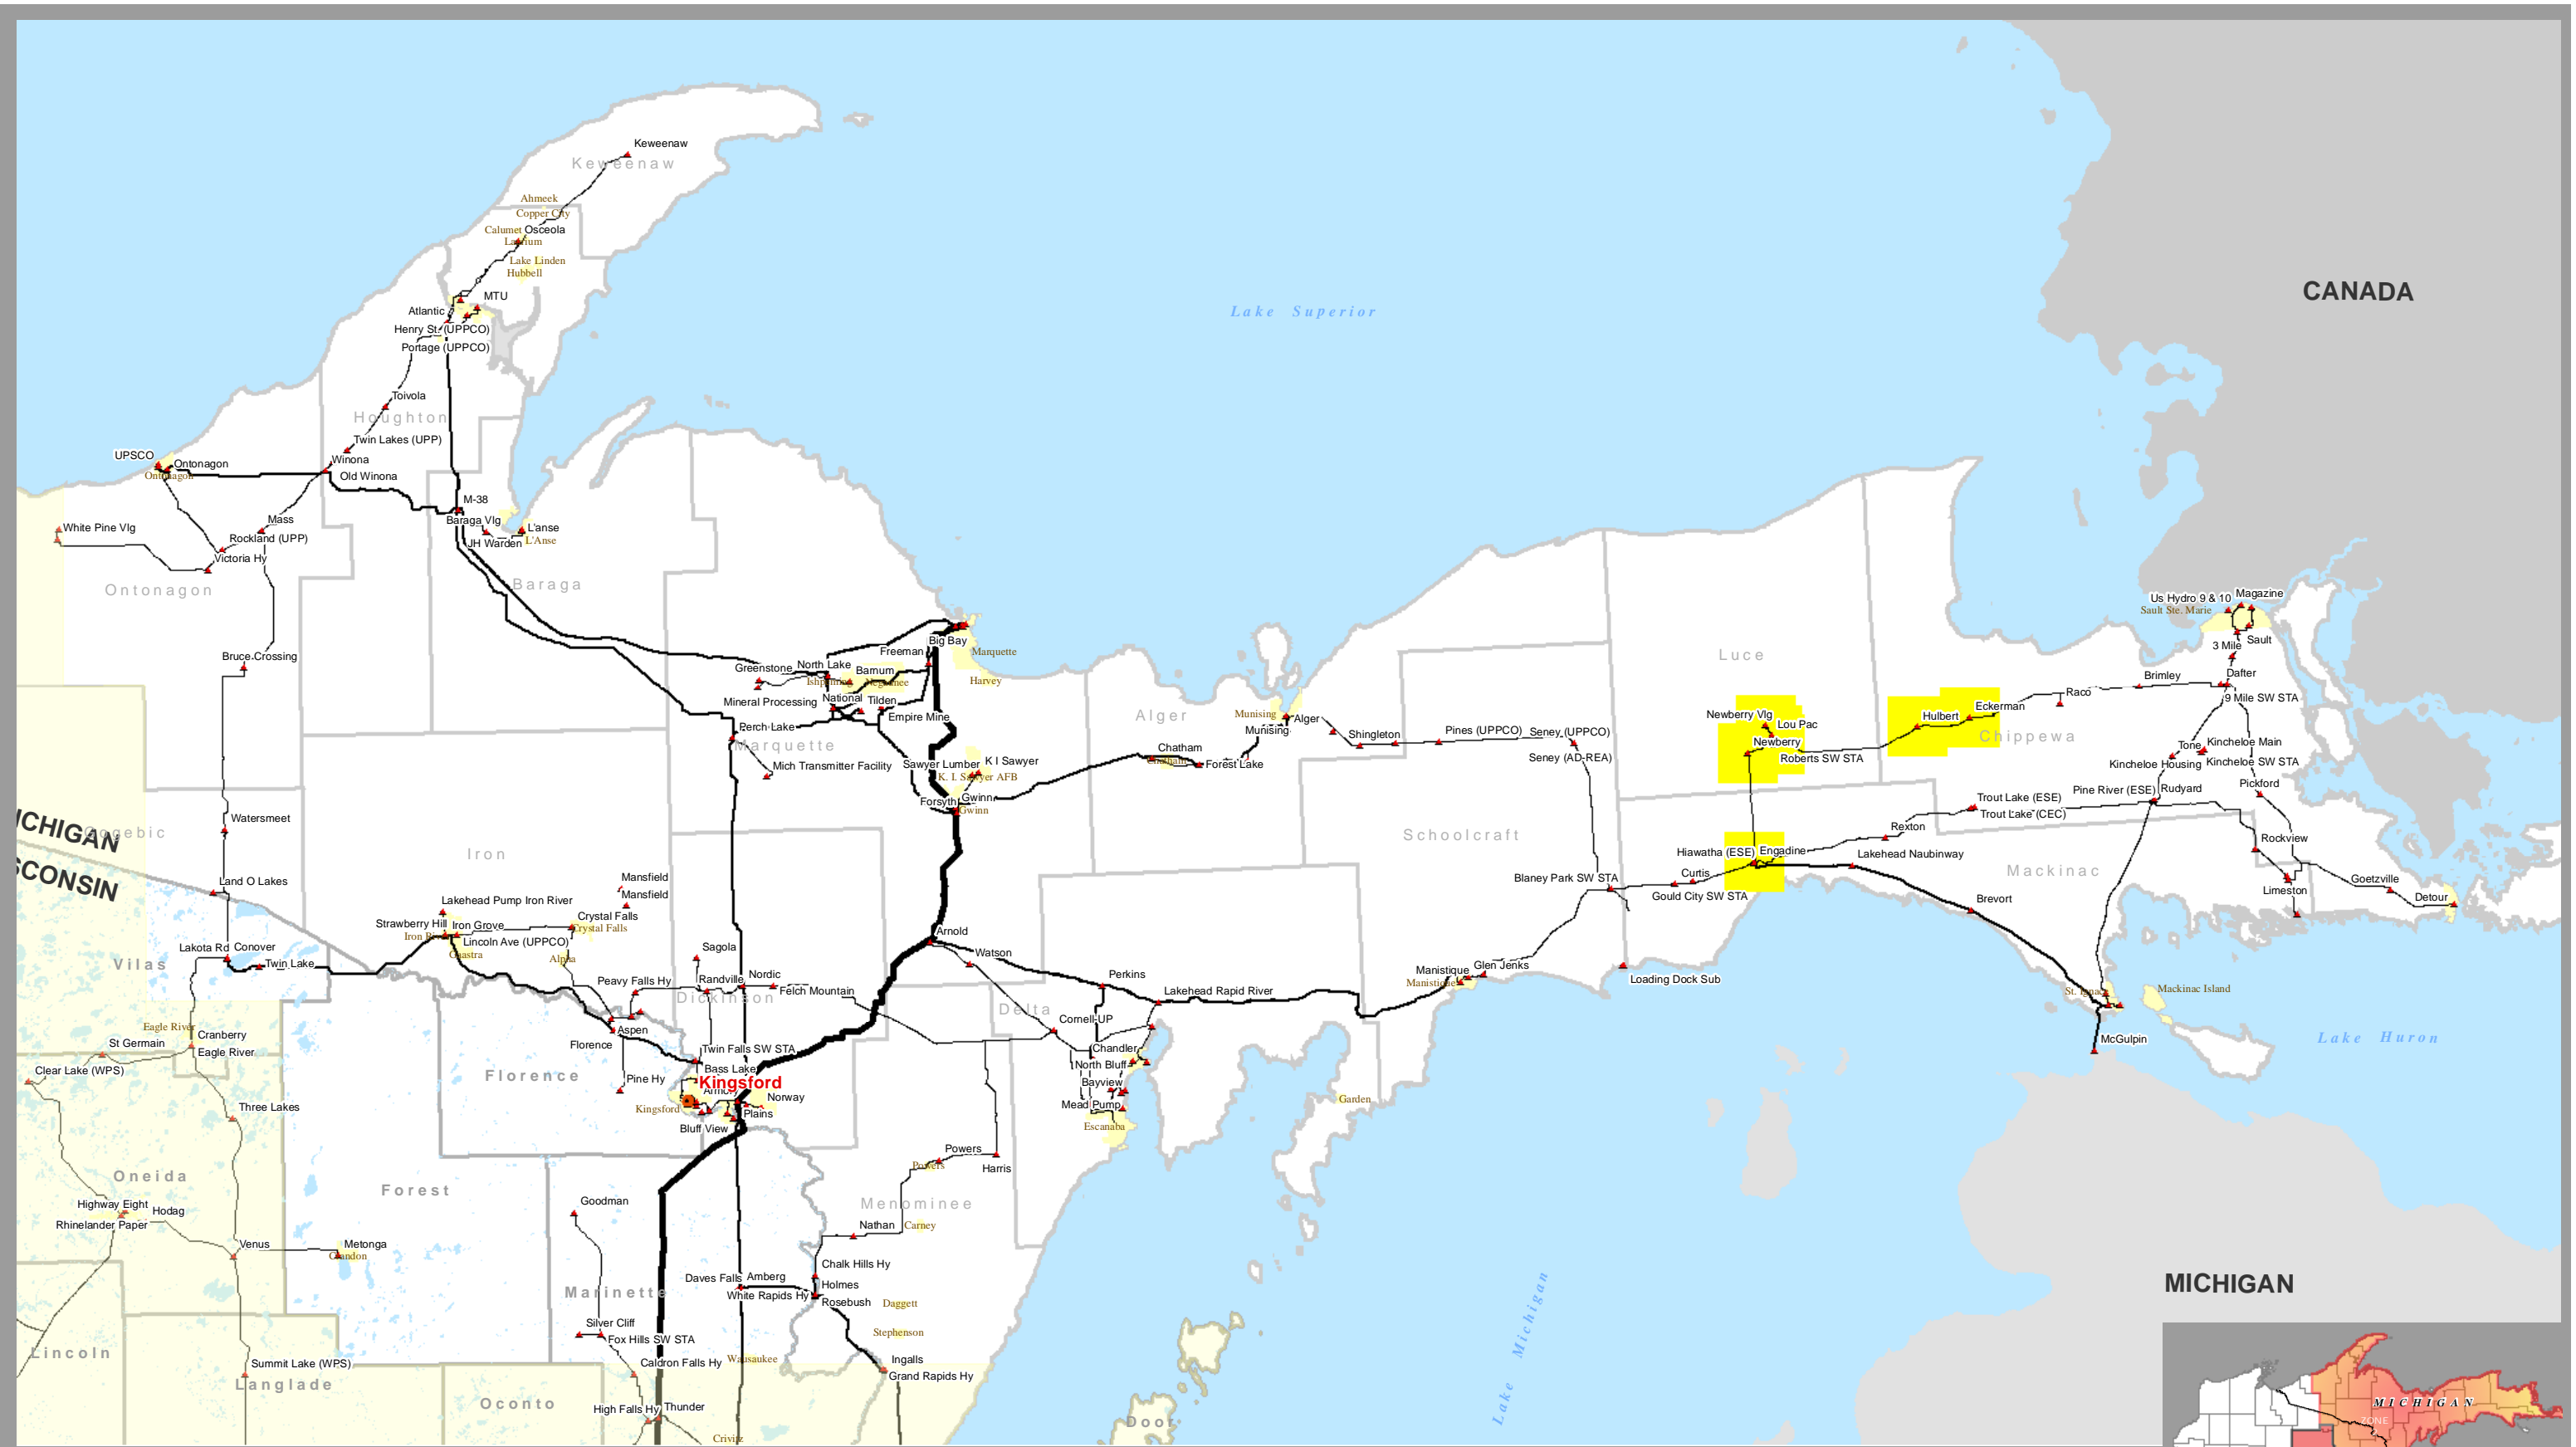 Keweenaw
Keweenaw
Ahmeek
Copper City
Calumet
Osceola
Laurium
Lake Linden
Hubbell
MTU
Atlantic
Henry St. (UPPCO)
Portage (UPPCO)
Toivola
Houghton
Twin Lakes (UPP)
Winona
Old Winona
UPSCO
Ontonagon
Ontonagon
M-38
Baraga Vlg
L'anse
L'Anse
JH Warden
White Pine Vlg
Mass
Rockland (UPP)
Victoria Hy
Ontonagon
Baraga
Lake Superior
CANADA
Bruce Crossing
Big Bay
Freeman
Marquette
Greenstone
North Lake
Barnum
Ishpeming
Negaunee
Harvey
Mineral Processing
National
Tilden
Empire Mine
Perch Lake
Marquette
Mich Transmitter Facility
Sawyer Lumber
K I Sawyer
K. I. Sawyer AFB
Forsyth
Gwinn
Gwinn
Alger
Munising
Alger
Munising
Chatham
Chatham
Forest Lake
Shingleton
Pines (UPPCO)
Seney (UPPCO)
Seney (AD-REA)
Luce
Newberry Vlg
Lou Pac
Newberry
Roberts SW STA
Hulbert
Eckerman
Chippewa
Raco
Brimley
Us Hydro 9 & 10
Magazine
Sault Ste. Marie
Sault
3 Mile
Dafter
9 Mile SW STA
Tone
Kincheloe Main
Kincheloe Housing
Kincheloe SW STA
Pickford
Pine River (ESE)
Rudyard
Trout Lake (ESE)
Trout Lake (CEC)
Rexton
Rockview
Hiawatha (ESE)
Engadine
Lakehead Naubinway
Mackinac
Schoolcraft
Curtis
Gould City SW STA
Blaney Park SW STA
Brevort
Limeston
Goetzville
Detour
MICHIGAN
Gogebic
Watersmeet
Iron
Land O Lakes
Mansfield
Mansfield
Lakehead Pump Iron River
Strawberry Hill
Iron Grove
Crystal Falls
Crystal Falls
Lincoln Ave (UPPCO)
Caastra
Alpha
Lakota Rd
Conover
Vilas
Twin Lake
Sagola
Arnold
Watson
Peavy Falls Hy
Randville
Nordic
Felch Mountain
Dickinson
Perkins
Lakehead Rapid River
Manistique
Glen Jenks
Manistique
Loading Dock Sub
St. Ignace
Mackinac Island
McGulpin
Lake Huron
Delta
Cornell-UP
Chandler
North Bluff
Bayview
Mead Pump
Escanaba
Garden
Eagle River
Cranberry
St Germain
Eagle River
Clear Lake (WPS)
Aspen
Florence
Twin Falls SW STA
Bass Lake
Kingsford
Florence
Pine Hy
Norway
Kingsford
Plains
Bluff View
Three Lakes
Oneida
Forest
Powers
Powers
Harris
Menominee
Goodman
Highway Eight
Hodag
Rhinelander Paper
Venus
Metonga
Crandon
Nathan
Carney
Chalk Hills Hy
Daves Falls
Amberg
Holmes
Marinette
White Rapids Hy
Rosebush
Daggett
MICHIGAN
Silver Cliff
Fox Hills SW STA
Stephenson
Lincoln
Summit Lake (WPS)
Langlade
Caldron Falls Hy
Wausaukee
Ingalls
Grand Rapids Hy
Oconto
High Falls Hy
Thunder
Crivitz
Door
Lake Michigan
MICHIGAN
ZONE